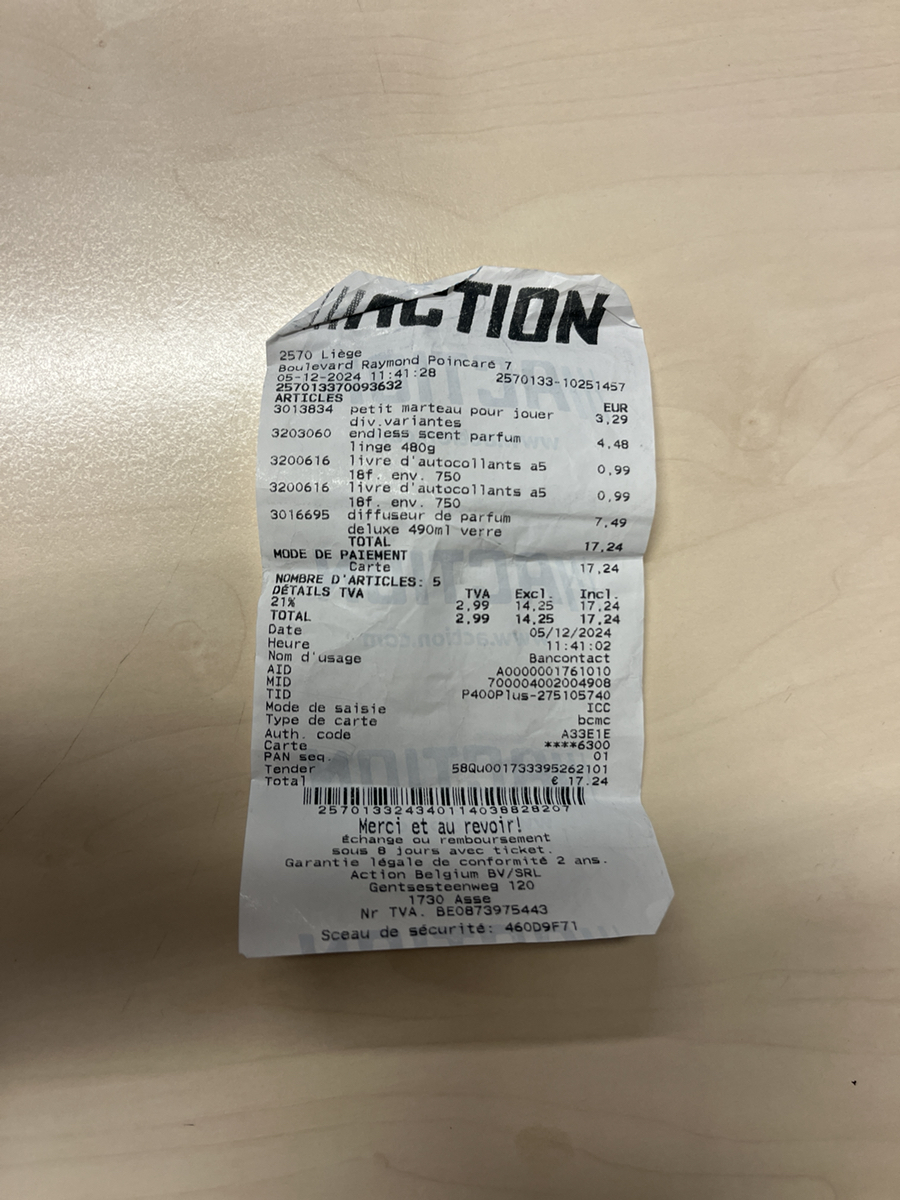 ACTION
2570 Liège
Boulevard Raymond Poincaré 7
05-12-2024 11:41:28 2570133-10251457
257013370093632
ARTICLES EUR
3013834 petit marteau pour jouer 3,29
div.variantes
3203060 endless scent parfum 4,48
linge 480g
3200616 livre d'autocollants a5 0,99
18f. env. 750
3200616 livre d'autocollants a5 0,99
18f. env. 750
3016695 diffuseur de parfum 7,49
deluxe 490ml verre
TOTAL 17,24
MODE DE PAIEMENT
Carte 17,24
NOMBRE D'ARTICLES: 5
DÉTAILS TVA TVA Excl. Incl.
21% 2,99 14,25 17,24
TOTAL 2,99 14,25 17,24
Date 05/12/2024
Heure 11:41:02
Nom d'usage Bancontact
AID A0000001761010
MID 700004002004908
TID P400Plus-275105740
Mode de saisie ICC
Type de carte bcmc
Auth. code A33E1E
Carte ****6300
PAN seq. 01
Tender 58Qu001733395262101
Total € 17.24
257013324340114038828207
Merci et au revoir!
Échange ou remboursement
sous 8 jours avec ticket.
Garantie légale de conformité 2 ans.
Action Belgium BV/SRL
Gentsesteenweg 120
1730 Asse
Nr TVA. BE0873975443
Sceau de sécurité: 460D9F71